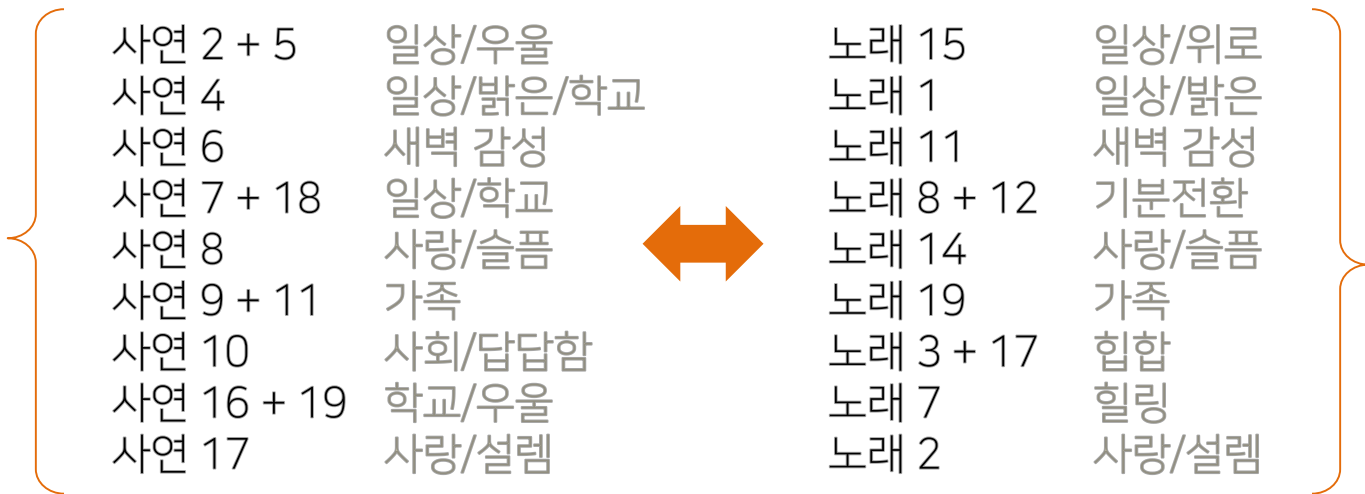 사연 2 + 5 일상/우울 노래 15 일상/위로
사연 4 일상/밝은/학교 노래 1 일상/밝은
사연 6 새벽 감성 노래 11 새벽 감성
사연 7 + 18 일상/학교 노래 8 + 12 기분전환
사연 8 사랑/슬픔 노래 14 사랑/슬픔
사연 9 + 11 가족 노래 19 가족
사연 10 사회/답답함 노래 3 + 17 힙합
사연 16 + 19 학교/우울 노래 7 힐링
사연 17 사랑/설렘 노래 2 사랑/설렘